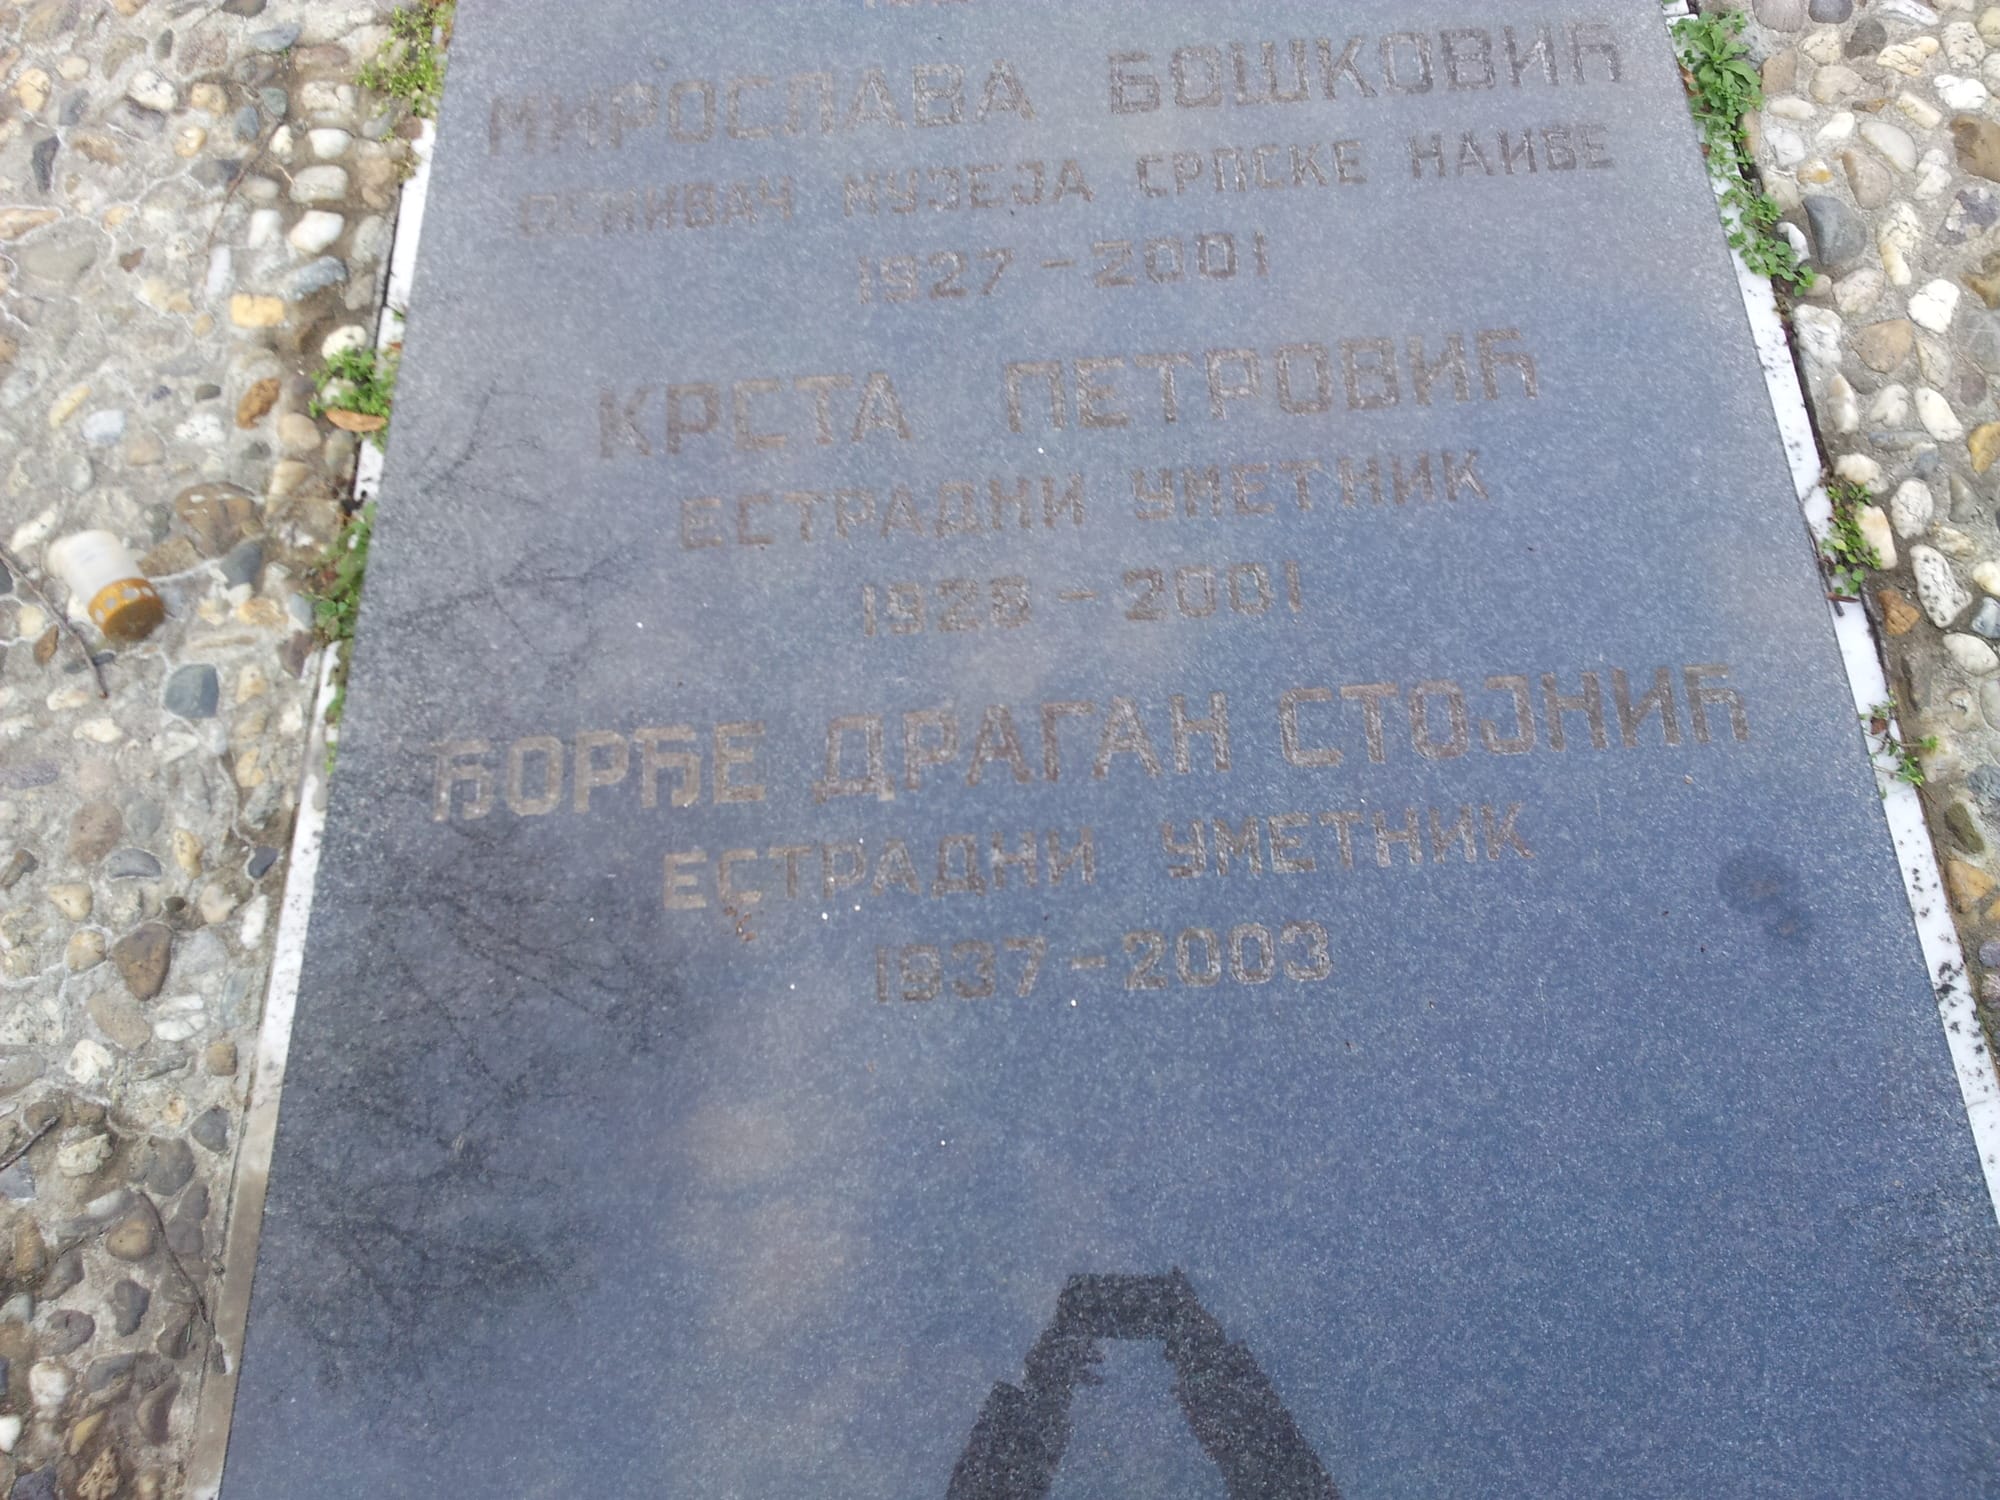 МИРОСЛАВА БОШКОВИЋ
ОСНИВАЧ МУЗЕЈА СРПСКЕ НАИВЕ
1927 - 2001
КРСТА ПЕТРОВИЋ
ЕСТРАДНИ УМЕТНИК
1928 - 2001
ЂОРЂЕ ДРАГАН СТОЈНИЋ
ЕСТРАДНИ УМЕТНИК
1937 - 2003